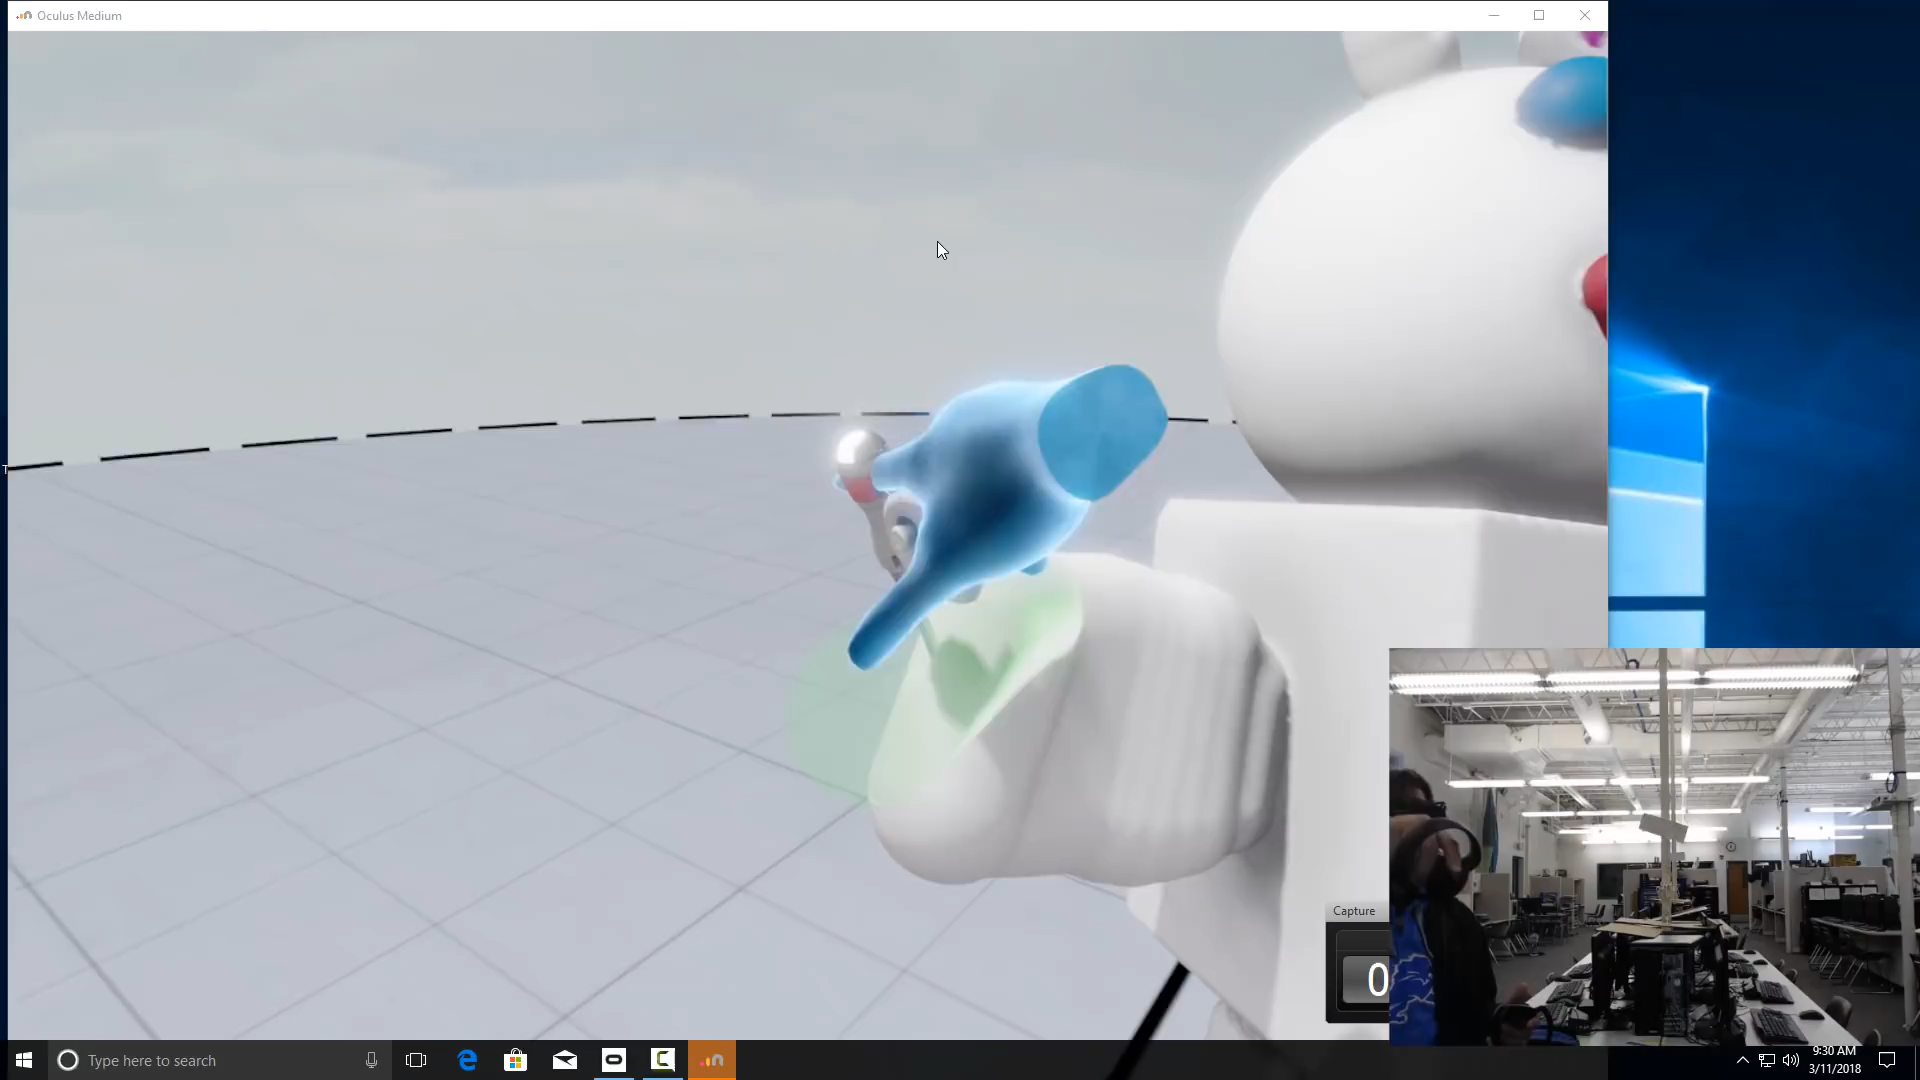 Oculus Medium
T
Capture
0
Type here to search
9:30 AM
3/11/2018